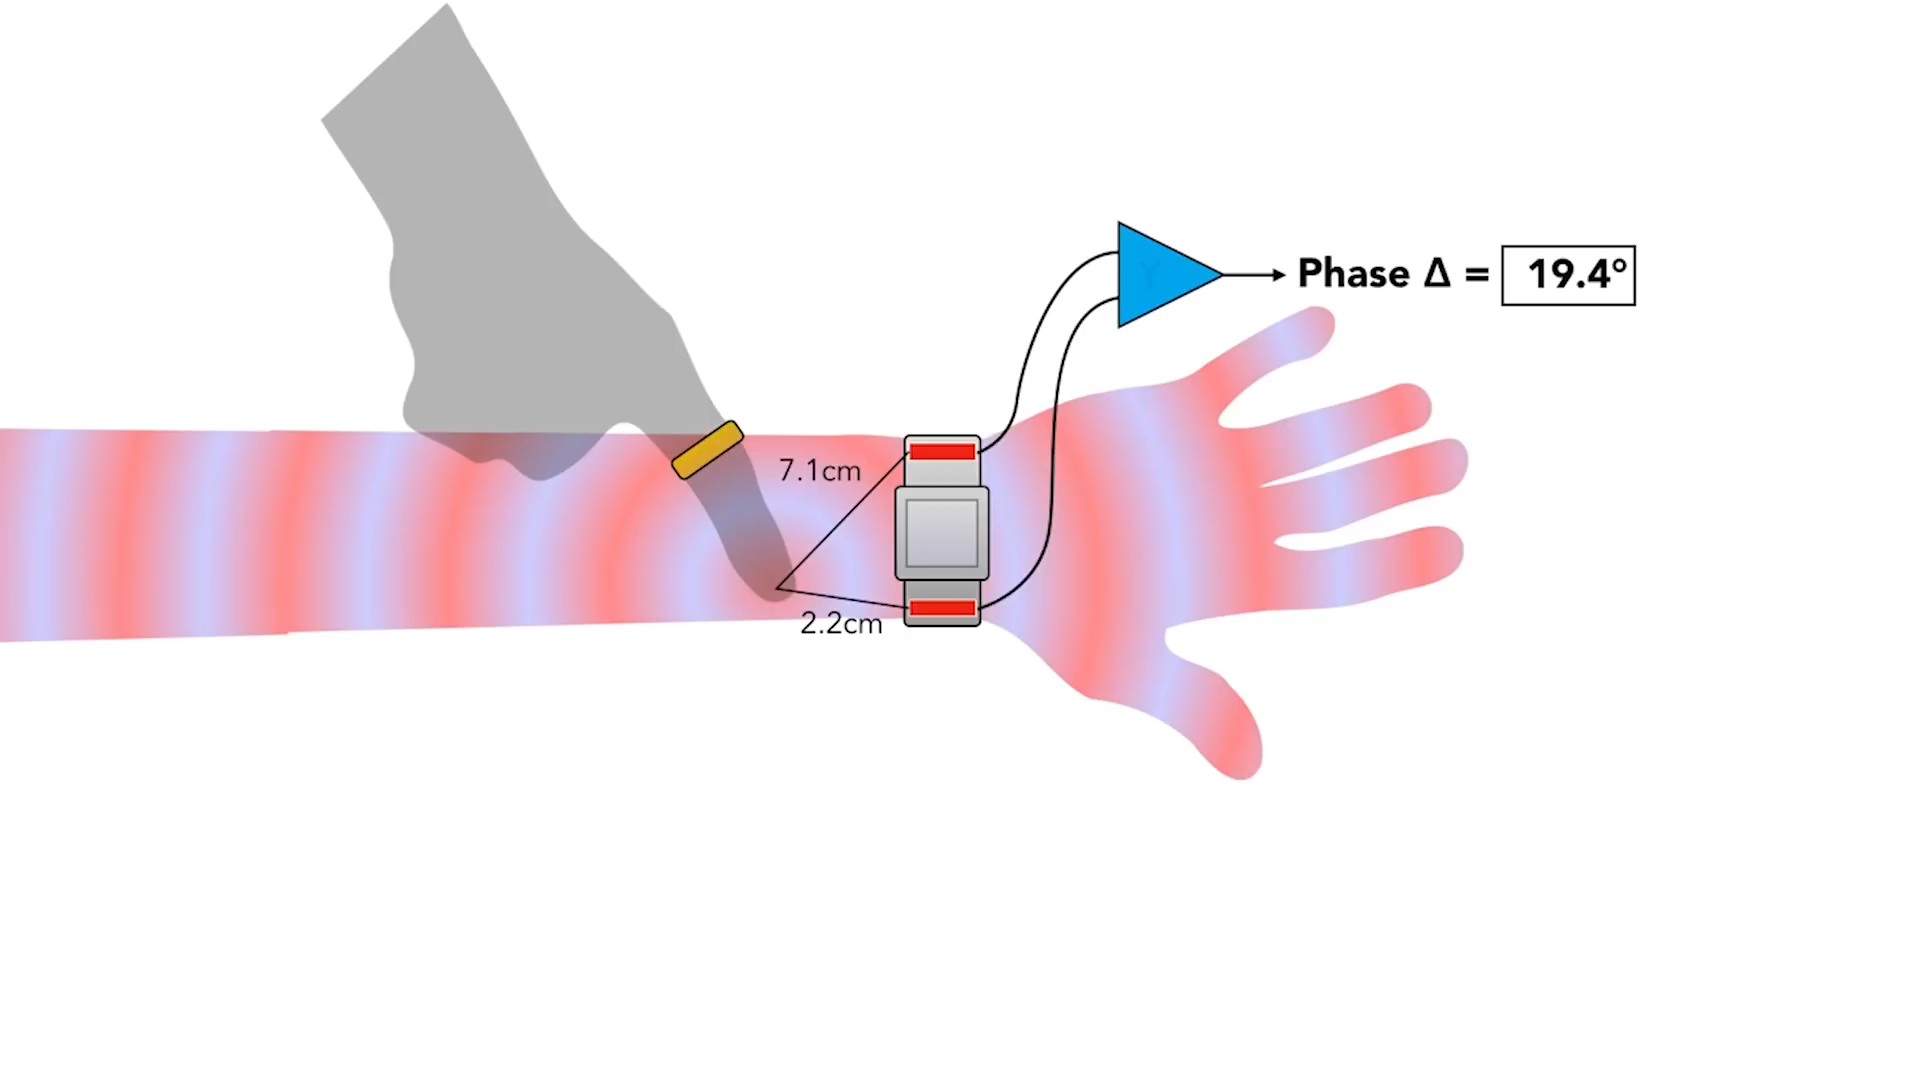 Phase Δ = 19.4°
7.1cm
2.2cm